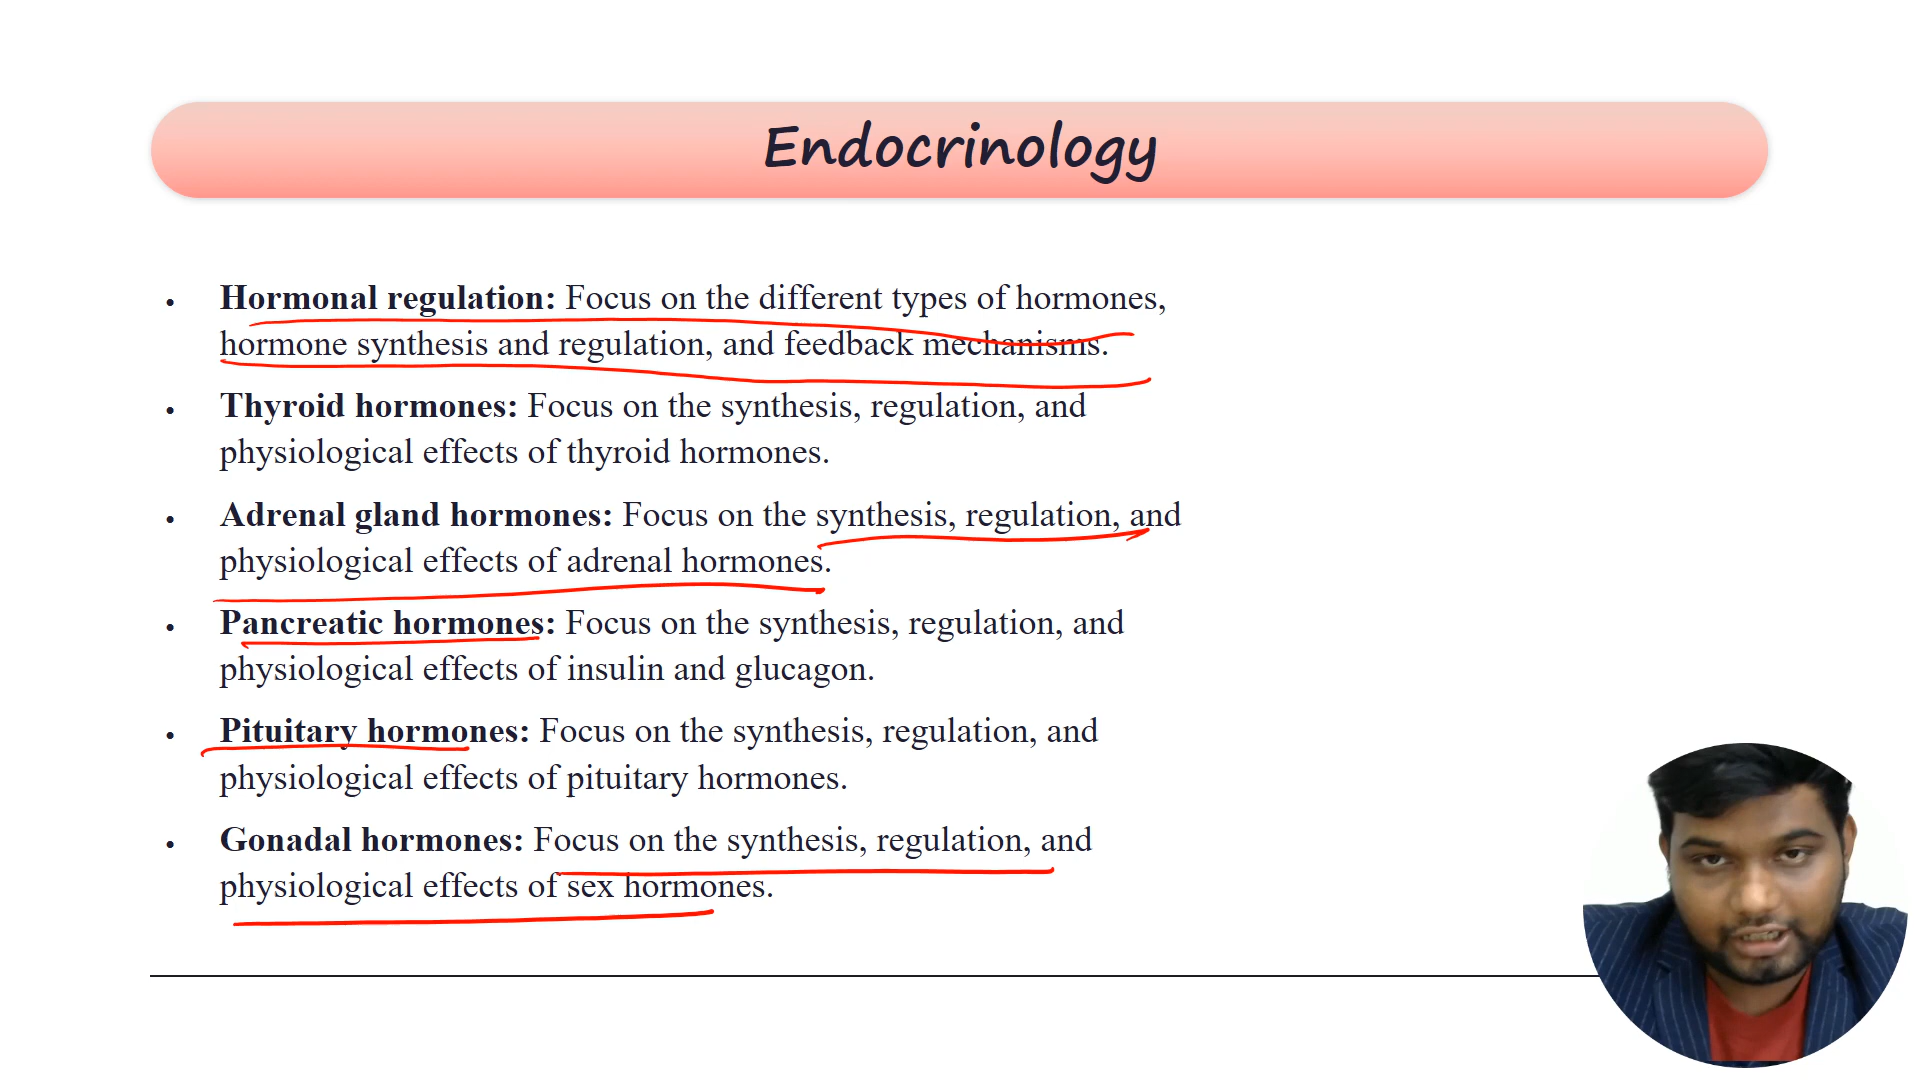 Endocrinology
• Hormonal regulation: Focus on the different types of hormones,
hormone synthesis and regulation, and feedback mechanisms.
• Thyroid hormones: Focus on the synthesis, regulation, and
physiological effects of thyroid hormones.
• Adrenal gland hormones: Focus on the synthesis, regulation, and
physiological effects of adrenal hormones.
• Pancreatic hormones: Focus on the synthesis, regulation, and
physiological effects of insulin and glucagon.
• Pituitary hormones: Focus on the synthesis, regulation, and
physiological effects of pituitary hormones.
• Gonadal hormones: Focus on the synthesis, regulation, and
physiological effects of sex hormones.